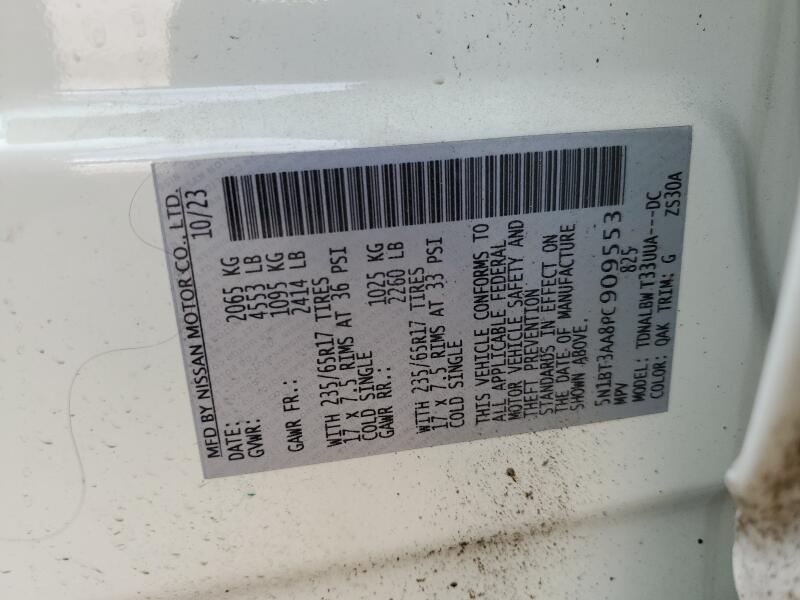 MFD BY NISSAN MOTOR CO., LTD.
DATE: 10/23
GVWR: 2065 KG
4553 LB
GAWR FR.: 1095 KG
2414 LB
WITH 235/65R17 TIRES
17 X 7.5 RIMS AT 36 PSI
COLD SINGLE
GAWR RR.: 1025 KG
2260 LB
WITH 235/65R17 TIRES
17 X 7.5 RIMS AT 33 PSI
COLD SINGLE
THIS VEHICLE CONFORMS TO
ALL APPLICABLE FEDERAL
MOTOR VEHICLE SAFETY AND
THEFT PREVENTION
STANDARDS IN EFFECT ON
THE DATE OF MANUFACTURE
SHOWN ABOVE.
5N1BT3AA8PC909553
MPV 825
MODEL: TDNALBWT33UUA---DC
COLOR: QAK TRIM: G ZS30A